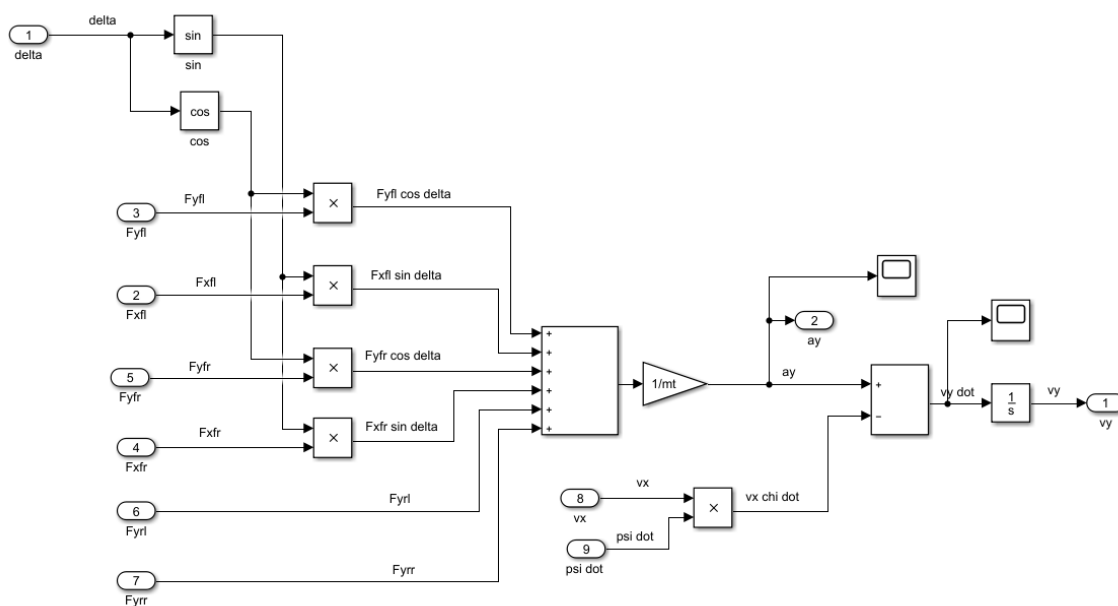 delta
1
delta
sin
sin
cos
cos
Fyfl
3
Fyfl
×
Fyfl cos delta
Fxfl
2
Fxfl
×
Fxfl sin delta
Fyfr
5
Fyfr
×
Fyfr cos delta
Fxfr
4
Fxfr
×
Fxfr sin delta
Fyrl
6
Fyrl
Fyrr
7
Fyrr
+
+
+
+
+
+
1/mt
ay
2
ay
vx
8
vx
psi dot
9
psi dot
×
vx chi dot
+
−
vy dot
1
s
vy
1
vy